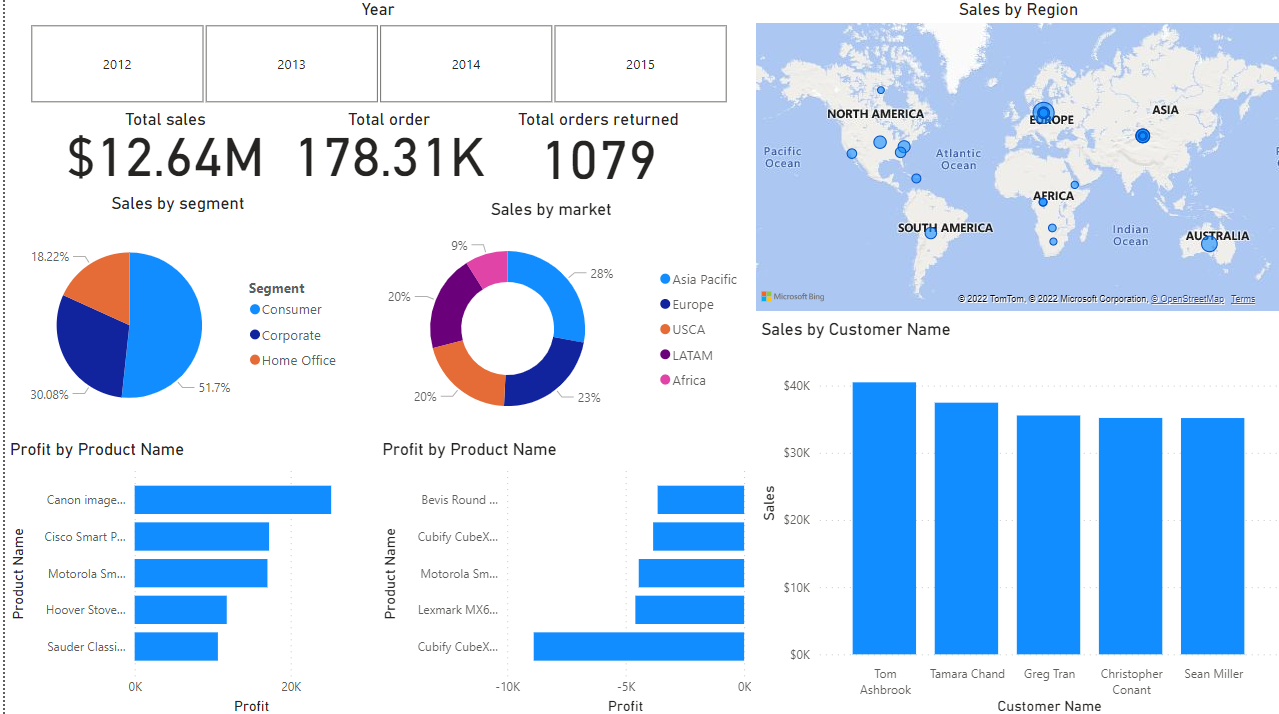 Year
2012
2013
2014
2015
Total sales
$12.64M
Total order
178.31K
Total orders returned
1079
Sales by segment
18.22%
30.08%
51.7%
Segment
Consumer
Corporate
Home Office
Sales by market
9%
28%
20%
20%
23%
Asia Pacific
Europe
USCA
LATAM
Africa
Sales by Region
NORTH AMERICA
EUROPE
ASIA
Pacific
Ocean
Atlantic
Ocean
AFRICA
SOUTH AMERICA
Indian
Ocean
AUSTRALIA
Microsoft Bing
© 2022 TomTom, © 2022 Microsoft Corporation, © OpenStreetMap Terms
Profit by Product Name
Product Name
Canon image...
Cisco Smart P...
Motorola Sm...
Hoover Stove...
Sauder Classi...
0K
20K
Profit
Profit by Product Name
Product Name
Bevis Round ...
Cubify CubeX...
Motorola Sm...
Lexmark MX6...
Cubify CubeX...
-10K
-5K
0K
Profit
Sales by Customer Name
Sales
$40K
$30K
$20K
$10K
$0K
Tom
Ashbrook
Tamara Chand
Greg Tran
Christopher
Conant
Sean Miller
Customer Name